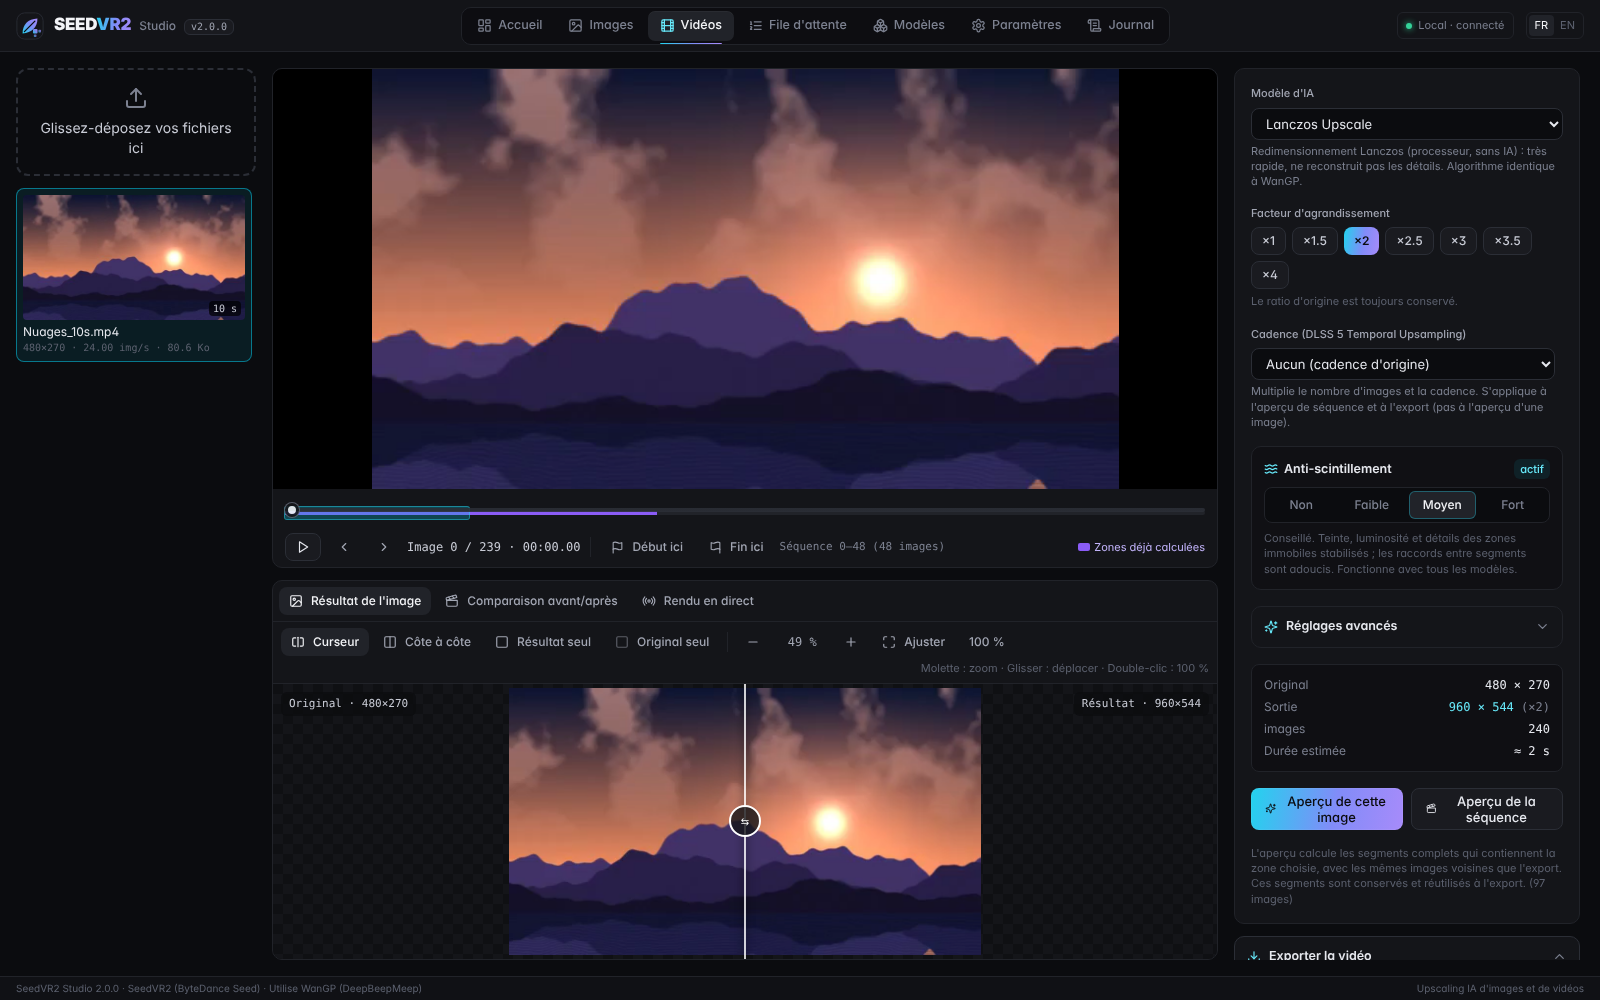 SEEDVR2 Studio v2.0.0
Accueil
Images
Vidéos
File d'attente
Modèles
Paramètres
Journal
Local · connecté
FR EN
Glissez-déposez vos fichiers
ici
10 s
Nuages_10s.mp4
480×270 · 24.00 img/s · 80.6 Ko
Image 0 / 239 · 00:00.00
Début ici
Fin ici
Séquence 0–48 (48 images)
Zones déjà calculées
Résultat de l'image
Comparaison avant/après
Rendu en direct
Curseur
Côte à côte
Résultat seul
Original seul
− 49 % +
Ajuster
100 %
Molette : zoom · Glisser : déplacer · Double-clic : 100 %
Original · 480×270
Résultat · 960×544
Modèle d'IA
Lanczos Upscale
Redimensionnement Lanczos (processeur, sans IA) : très
rapide, ne reconstruit pas les détails. Algorithme identique
à WanGP.
Facteur d'agrandissement
×1 ×1.5 ×2 ×2.5 ×3 ×3.5
×4
Le ratio d'origine est toujours conservé.
Cadence (DLSS 5 Temporal Upsampling)
Aucun (cadence d'origine)
Multiplie le nombre d'images et la cadence. S'applique à
l'aperçu de séquence et à l'export (pas à l'aperçu d'une
image).
Anti-scintillement actif
Non Faible Moyen Fort
Conseillé. Teinte, luminosité et détails des zones
immobiles stabilisés ; les raccords entre segments
sont adoucis. Fonctionne avec tous les modèles.
Réglages avancés
Original 480 × 270
Sortie 960 × 544 (×2)
images 240
Durée estimée ≈ 2 s
Aperçu de cette
image
Aperçu de la
séquence
L'aperçu calcule les segments complets qui contiennent la
zone choisie, avec les mêmes images voisines que l'export.
Ces segments sont conservés et réutilisés à l'export. (97
images)
Exporter la vidéo
SeedVR2 Studio 2.0.0 · SeedVR2 (ByteDance Seed) · Utilise WanGP (DeepBeepMeep)
Upscaling IA d'images et de vidéos